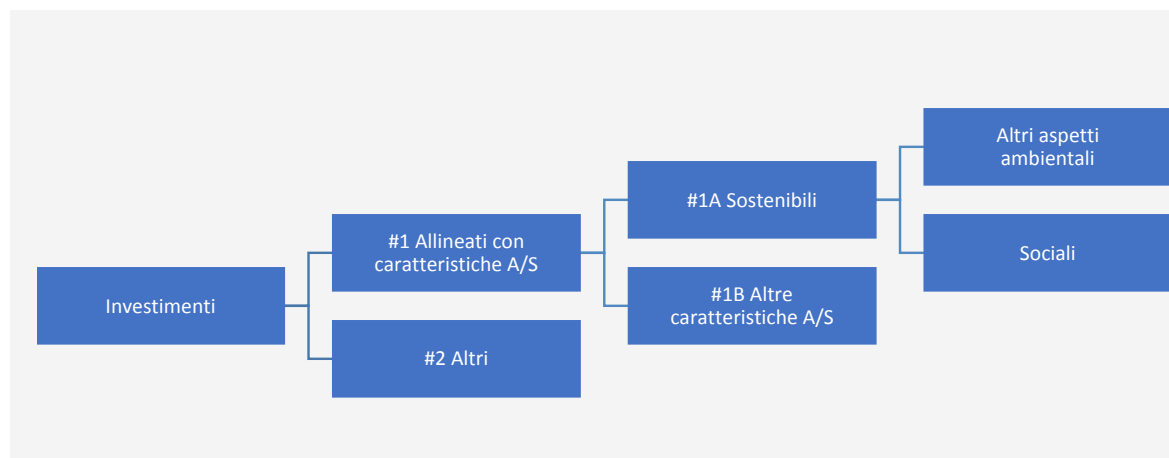 Investimenti
#1 Allineati con
caratteristiche A/S
#2 Altri
#1A Sostenibili
#1B Altre
caratteristiche A/S
Altri aspetti
ambientali
Sociali